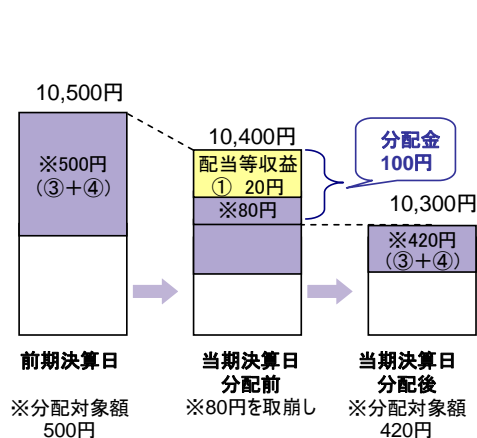 10,500円
※500円
(③+④)
10,400円
配当等収益
① 20円
※80円
分配金
100円
10,300円
※420円
(③+④)
前期決算日
※分配対象額
500円
当期決算日
分配前
※80円を取崩し
当期決算日
分配後
※分配対象額
420円